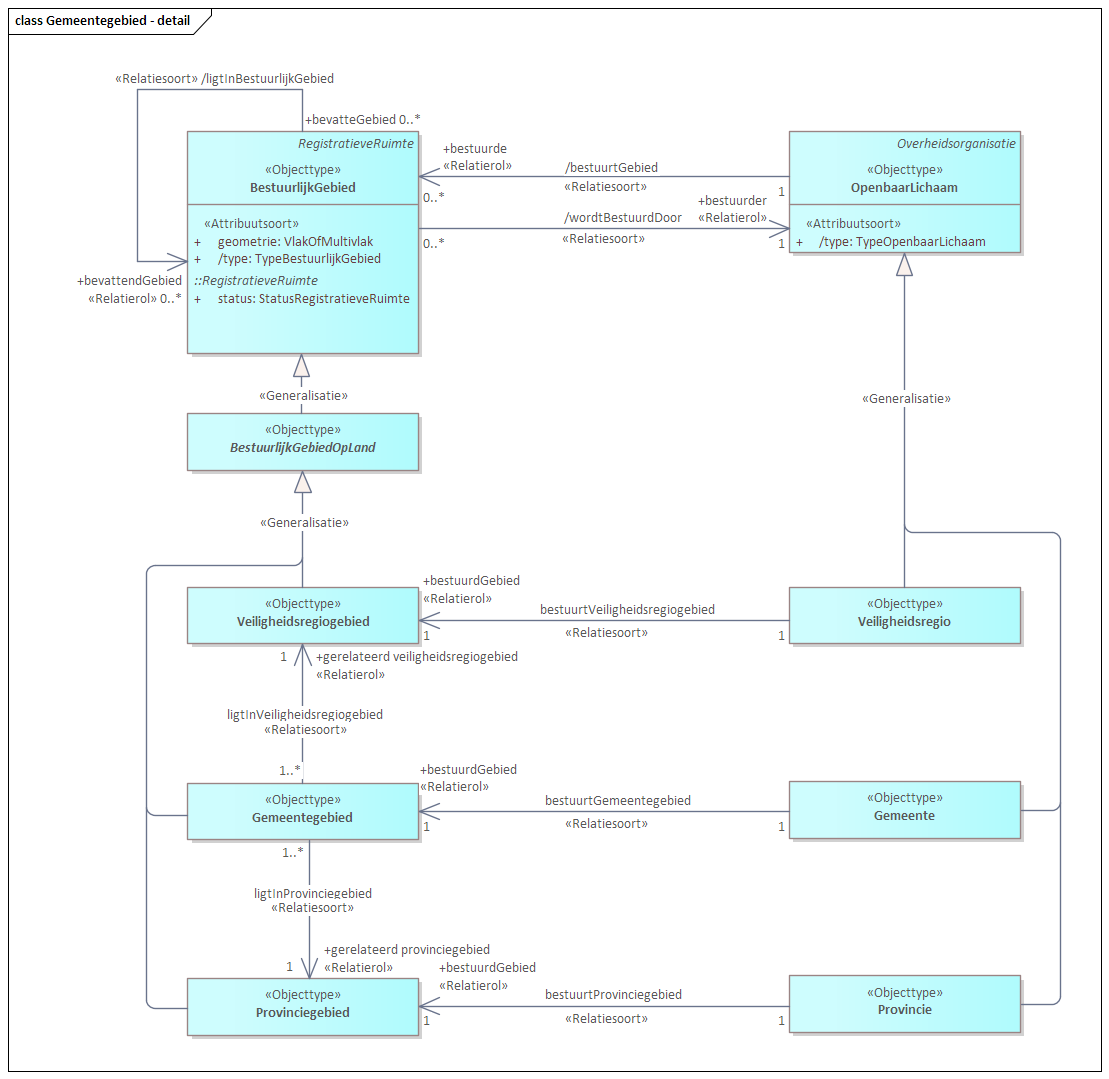 class Gemeentegebied - detail
«Relatiesoort» /ligtInBestuurlijkGebied
+bevatteGebied 0..*
RegistratieveRuimte
«Objecttype»
BestuurlijkGebied
«Attribuutsoort»
+ geometrie: VlakOfMultivlak
+ /type: TypeBestuurlijkGebied
::RegistratieveRuimte
+ status: StatusRegistratieveRuimte
+bevattendGebied
«Relatierol» 0..*
+bestuurde
«Relatierol»
0..*
/bestuurtGebied
«Relatiesoort»
1
+bestuurder
«Relatierol»
/wordtBestuurdDoor
«Relatiesoort»
0..*
1
Overheidsorganisatie
«Objecttype»
OpenbaarLichaam
«Attribuutsoort»
+ /type: TypeOpenbaarLichaam
«Generalisatie»
«Generalisatie»
«Objecttype»
BestuurlijkGebiedOpLand
«Generalisatie»
«Objecttype»
Veiligheidsregiogebied
+bestuurdGebied
«Relatierol»
1
bestuurtVeiligheidsregiogebied
«Relatiesoort»
1
«Objecttype»
Veiligheidsregio
1
+gerelateerd veiligheidsregiogebied
«Relatierol»
ligtInVeiligheidsregiogebied
«Relatiesoort»
1..*
«Objecttype»
Gemeentegebied
+bestuurdGebied
«Relatierol»
1
bestuurtGemeentegebied
«Relatiesoort»
1
«Objecttype»
Gemeente
1..*
ligtInProvinciegebied
«Relatiesoort»
1
+gerelateerd provinciegebied
«Relatierol»
«Objecttype»
Provinciegebied
+bestuurdGebied
«Relatierol»
1
bestuurtProvinciegebied
«Relatiesoort»
1
«Objecttype»
Provincie